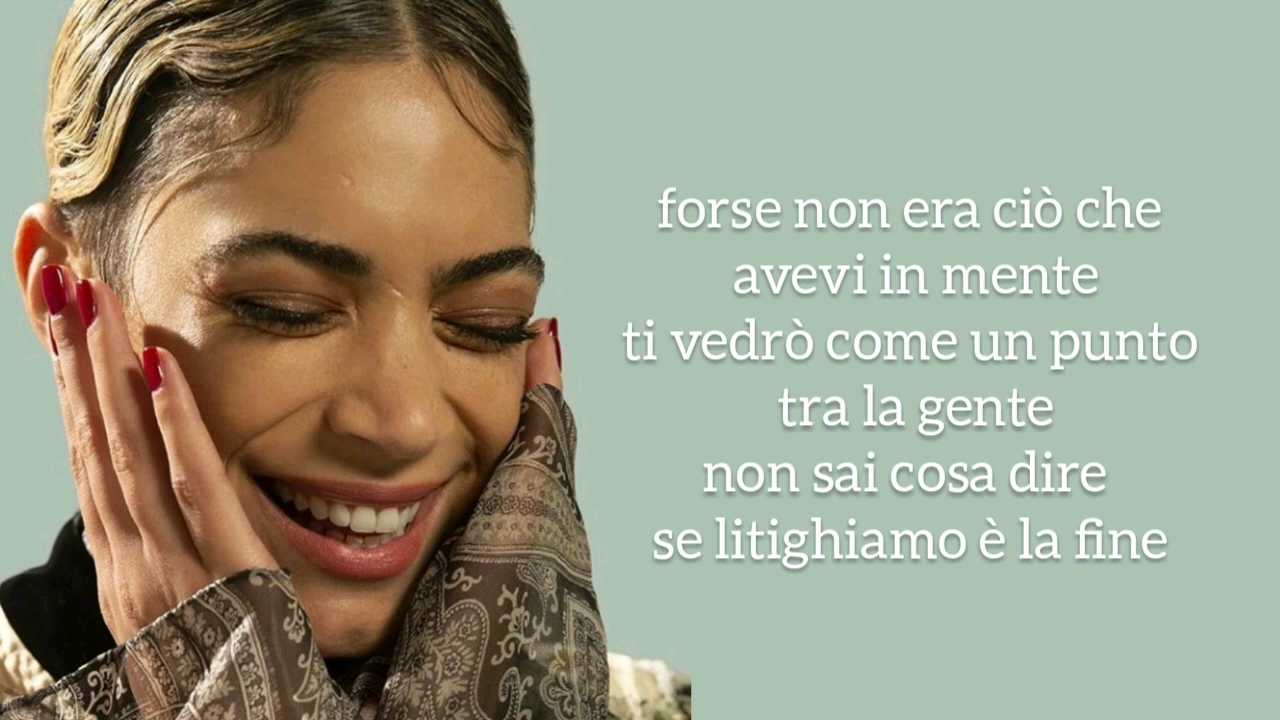 forse non era ciò che
avevi in mente
ti vedrò come un punto
tra la gente
non sai cosa dire
se litighiamo è la fine